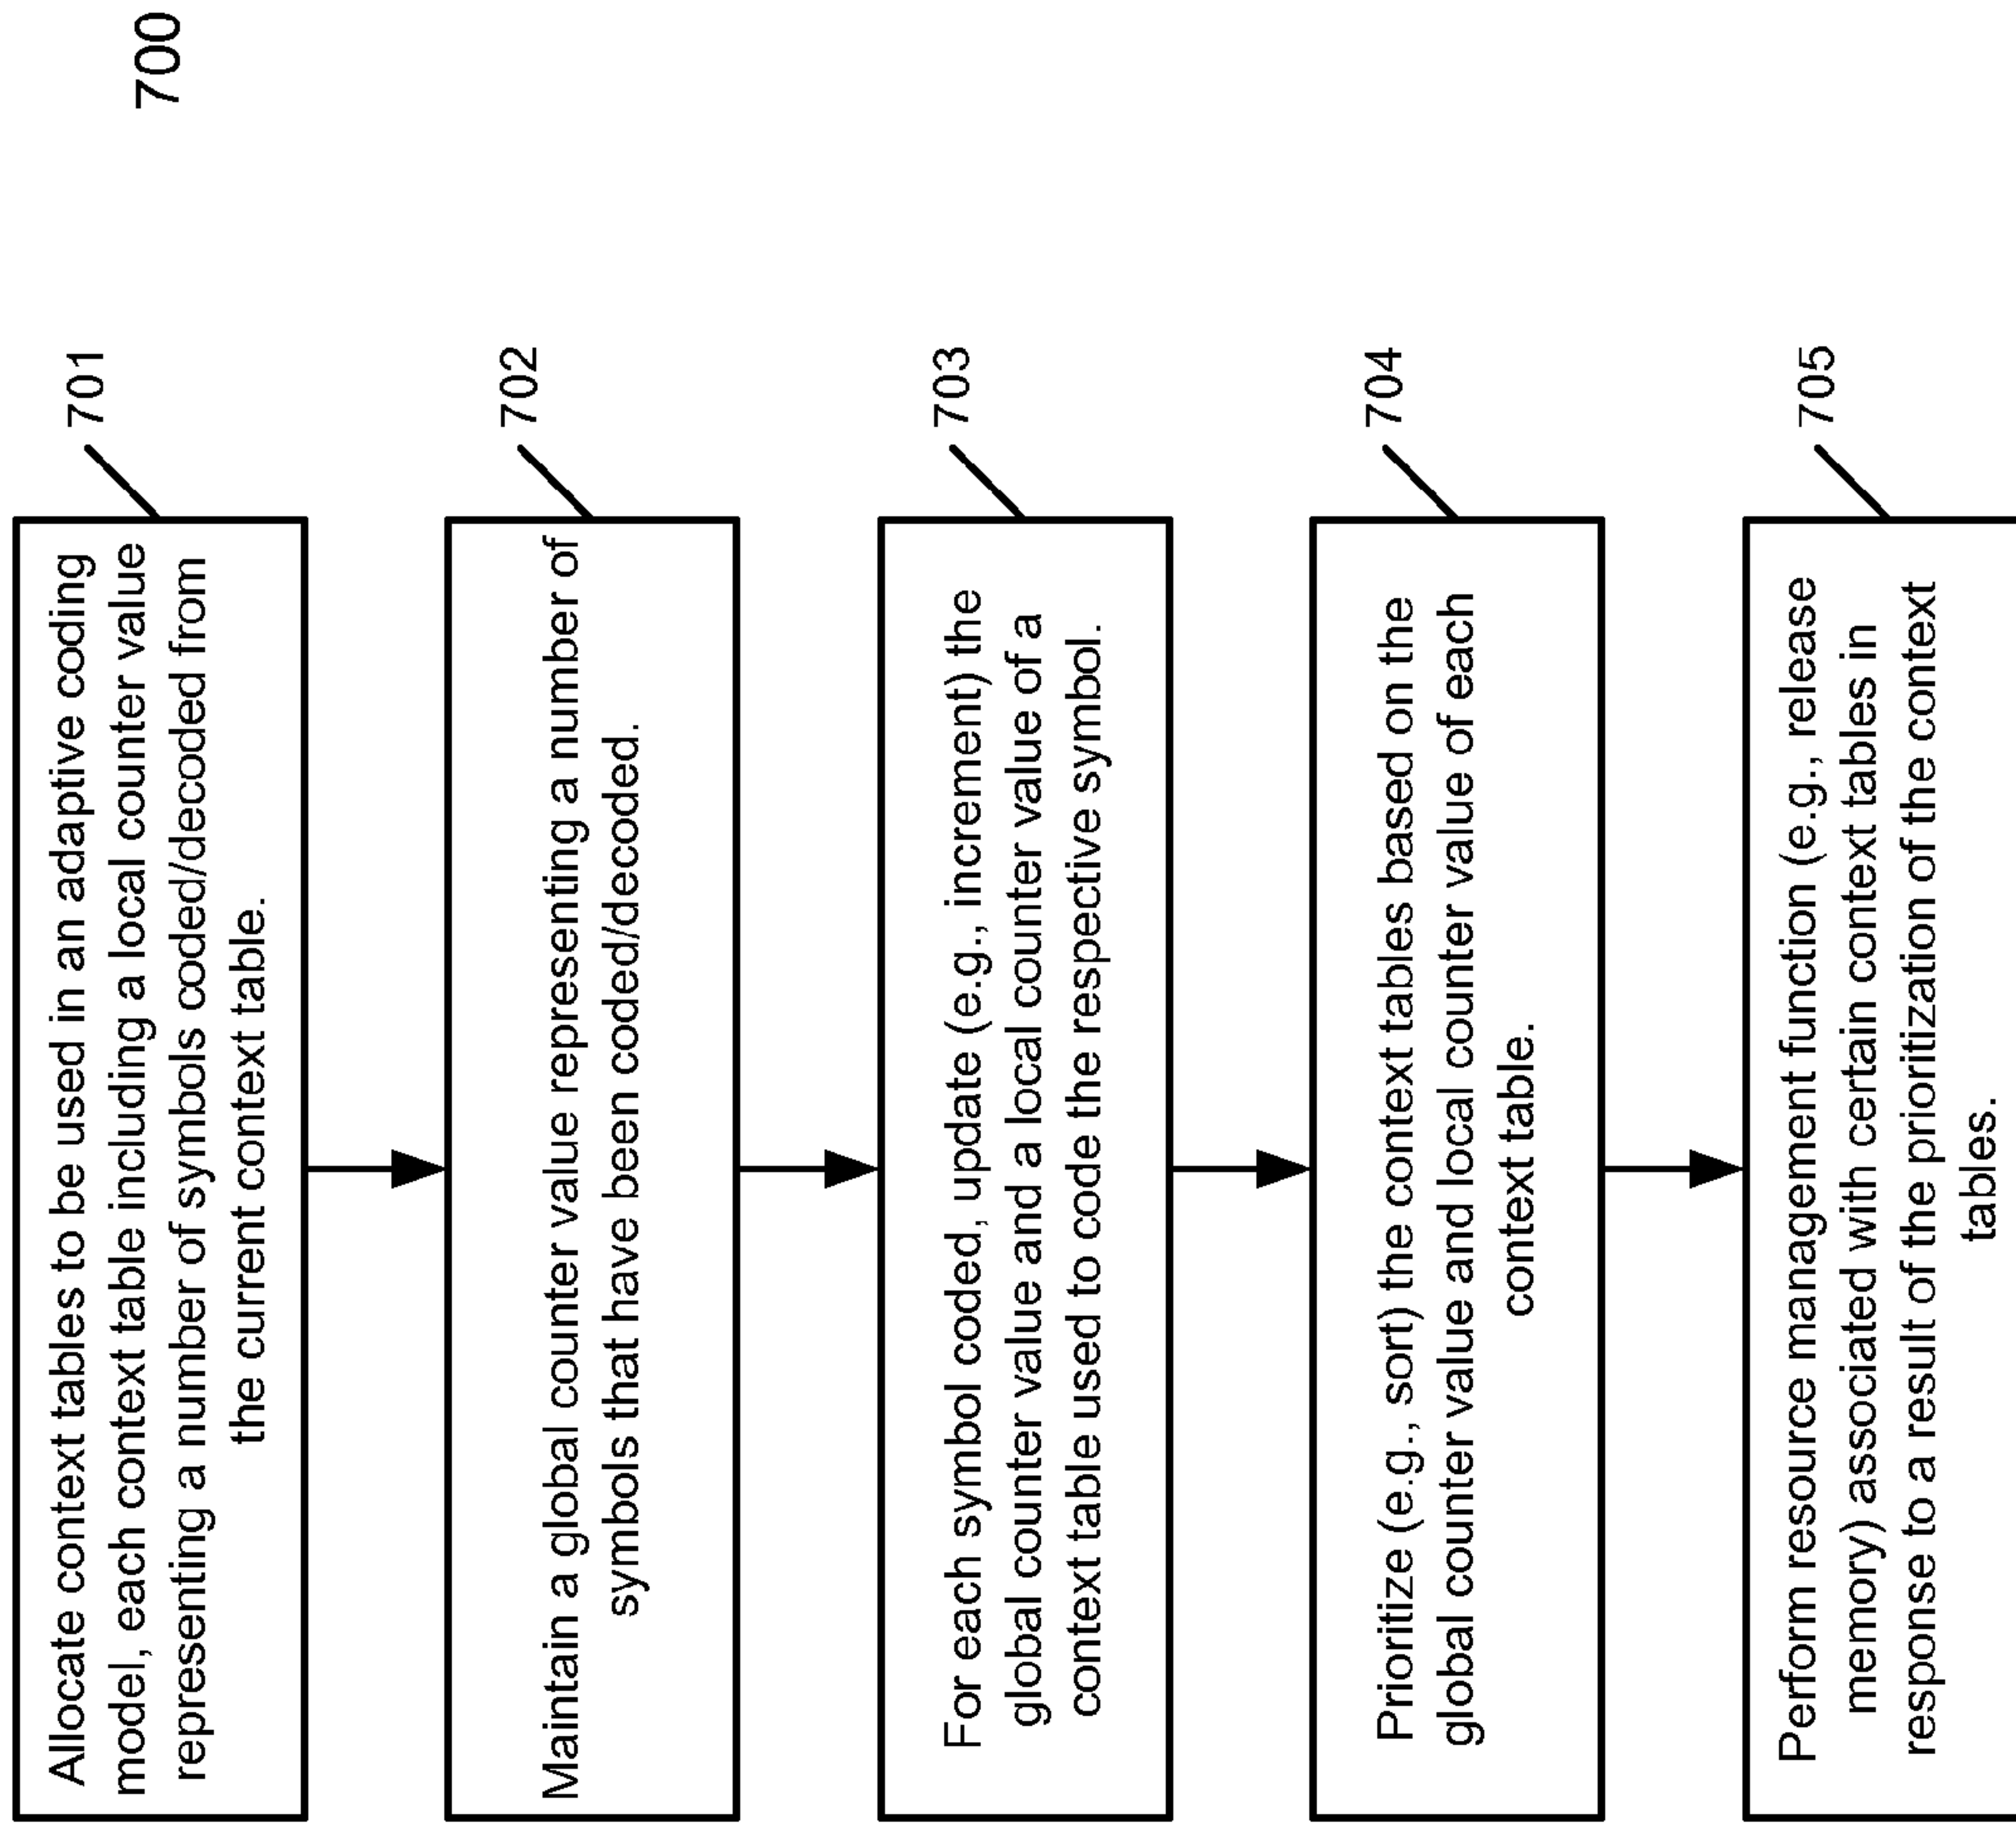 700
701
Allocate context tables to be used in an adaptive coding
model, each context table including a local counter value
representing a number of symbols coded/decoded from
the current context table.
702
Maintain a global counter value representing a number of
symbols that have been coded/decoded.
703
For each symbol coded, update (e.g., increment) the
global counter value and a local counter value of a
context table used to code the respective symbol.
704
Prioritize (e.g., sort) the context tables based on the
global counter value and local counter value of each
context table.
705
Perform resource management function (e.g., release
memory) associated with certain context tables in
response to a result of the prioritization of the context
tables.